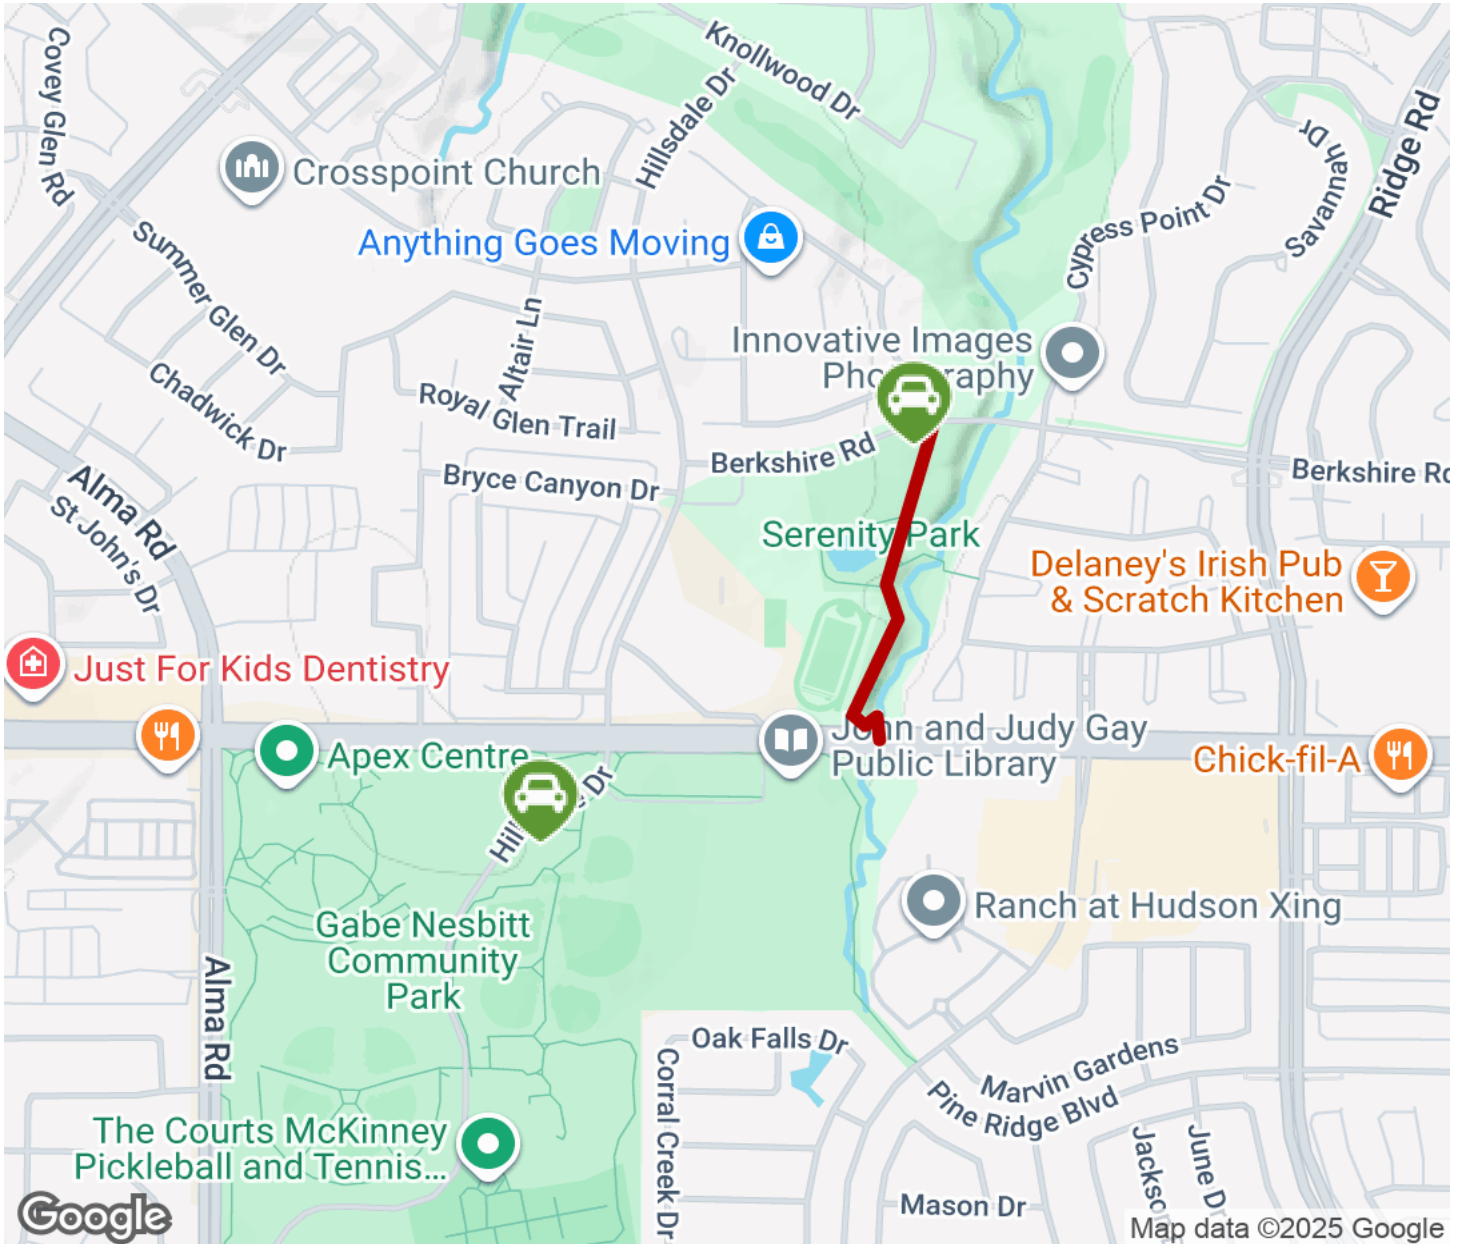 Covey Glen Rd
Knollwood Dr
Hillsdale Dr
Savannah Dr
Ridge Rd
Crosspoint Church
Cypress Point Dr
Anything Goes Moving
Summer Glen Dr
Altair Ln
Innovative Images
Photography
Chadwick Dr
Royal Glen Trail
Berkshire Rd
Berkshire Rd
Bryce Canyon Dr
Alma Rd
St John's Dr
Serenity Park
Delaney's Irish Pub
& Scratch Kitchen
Just For Kids Dentistry
John and Judy Gay
Public Library
Apex Centre
Chick-fil-A
Dr
Ranch at Hudson Xing
Gabe Nesbitt
Community
Park
Alma Rd
Oak Falls Dr
Corral Creek Dr
Marvin Gardens
Pine Ridge Blvd
The Courts McKinney
Pickleball and Tennis...
Jackson
June Dr
Mason Dr
Google
Map data ©2025 Google